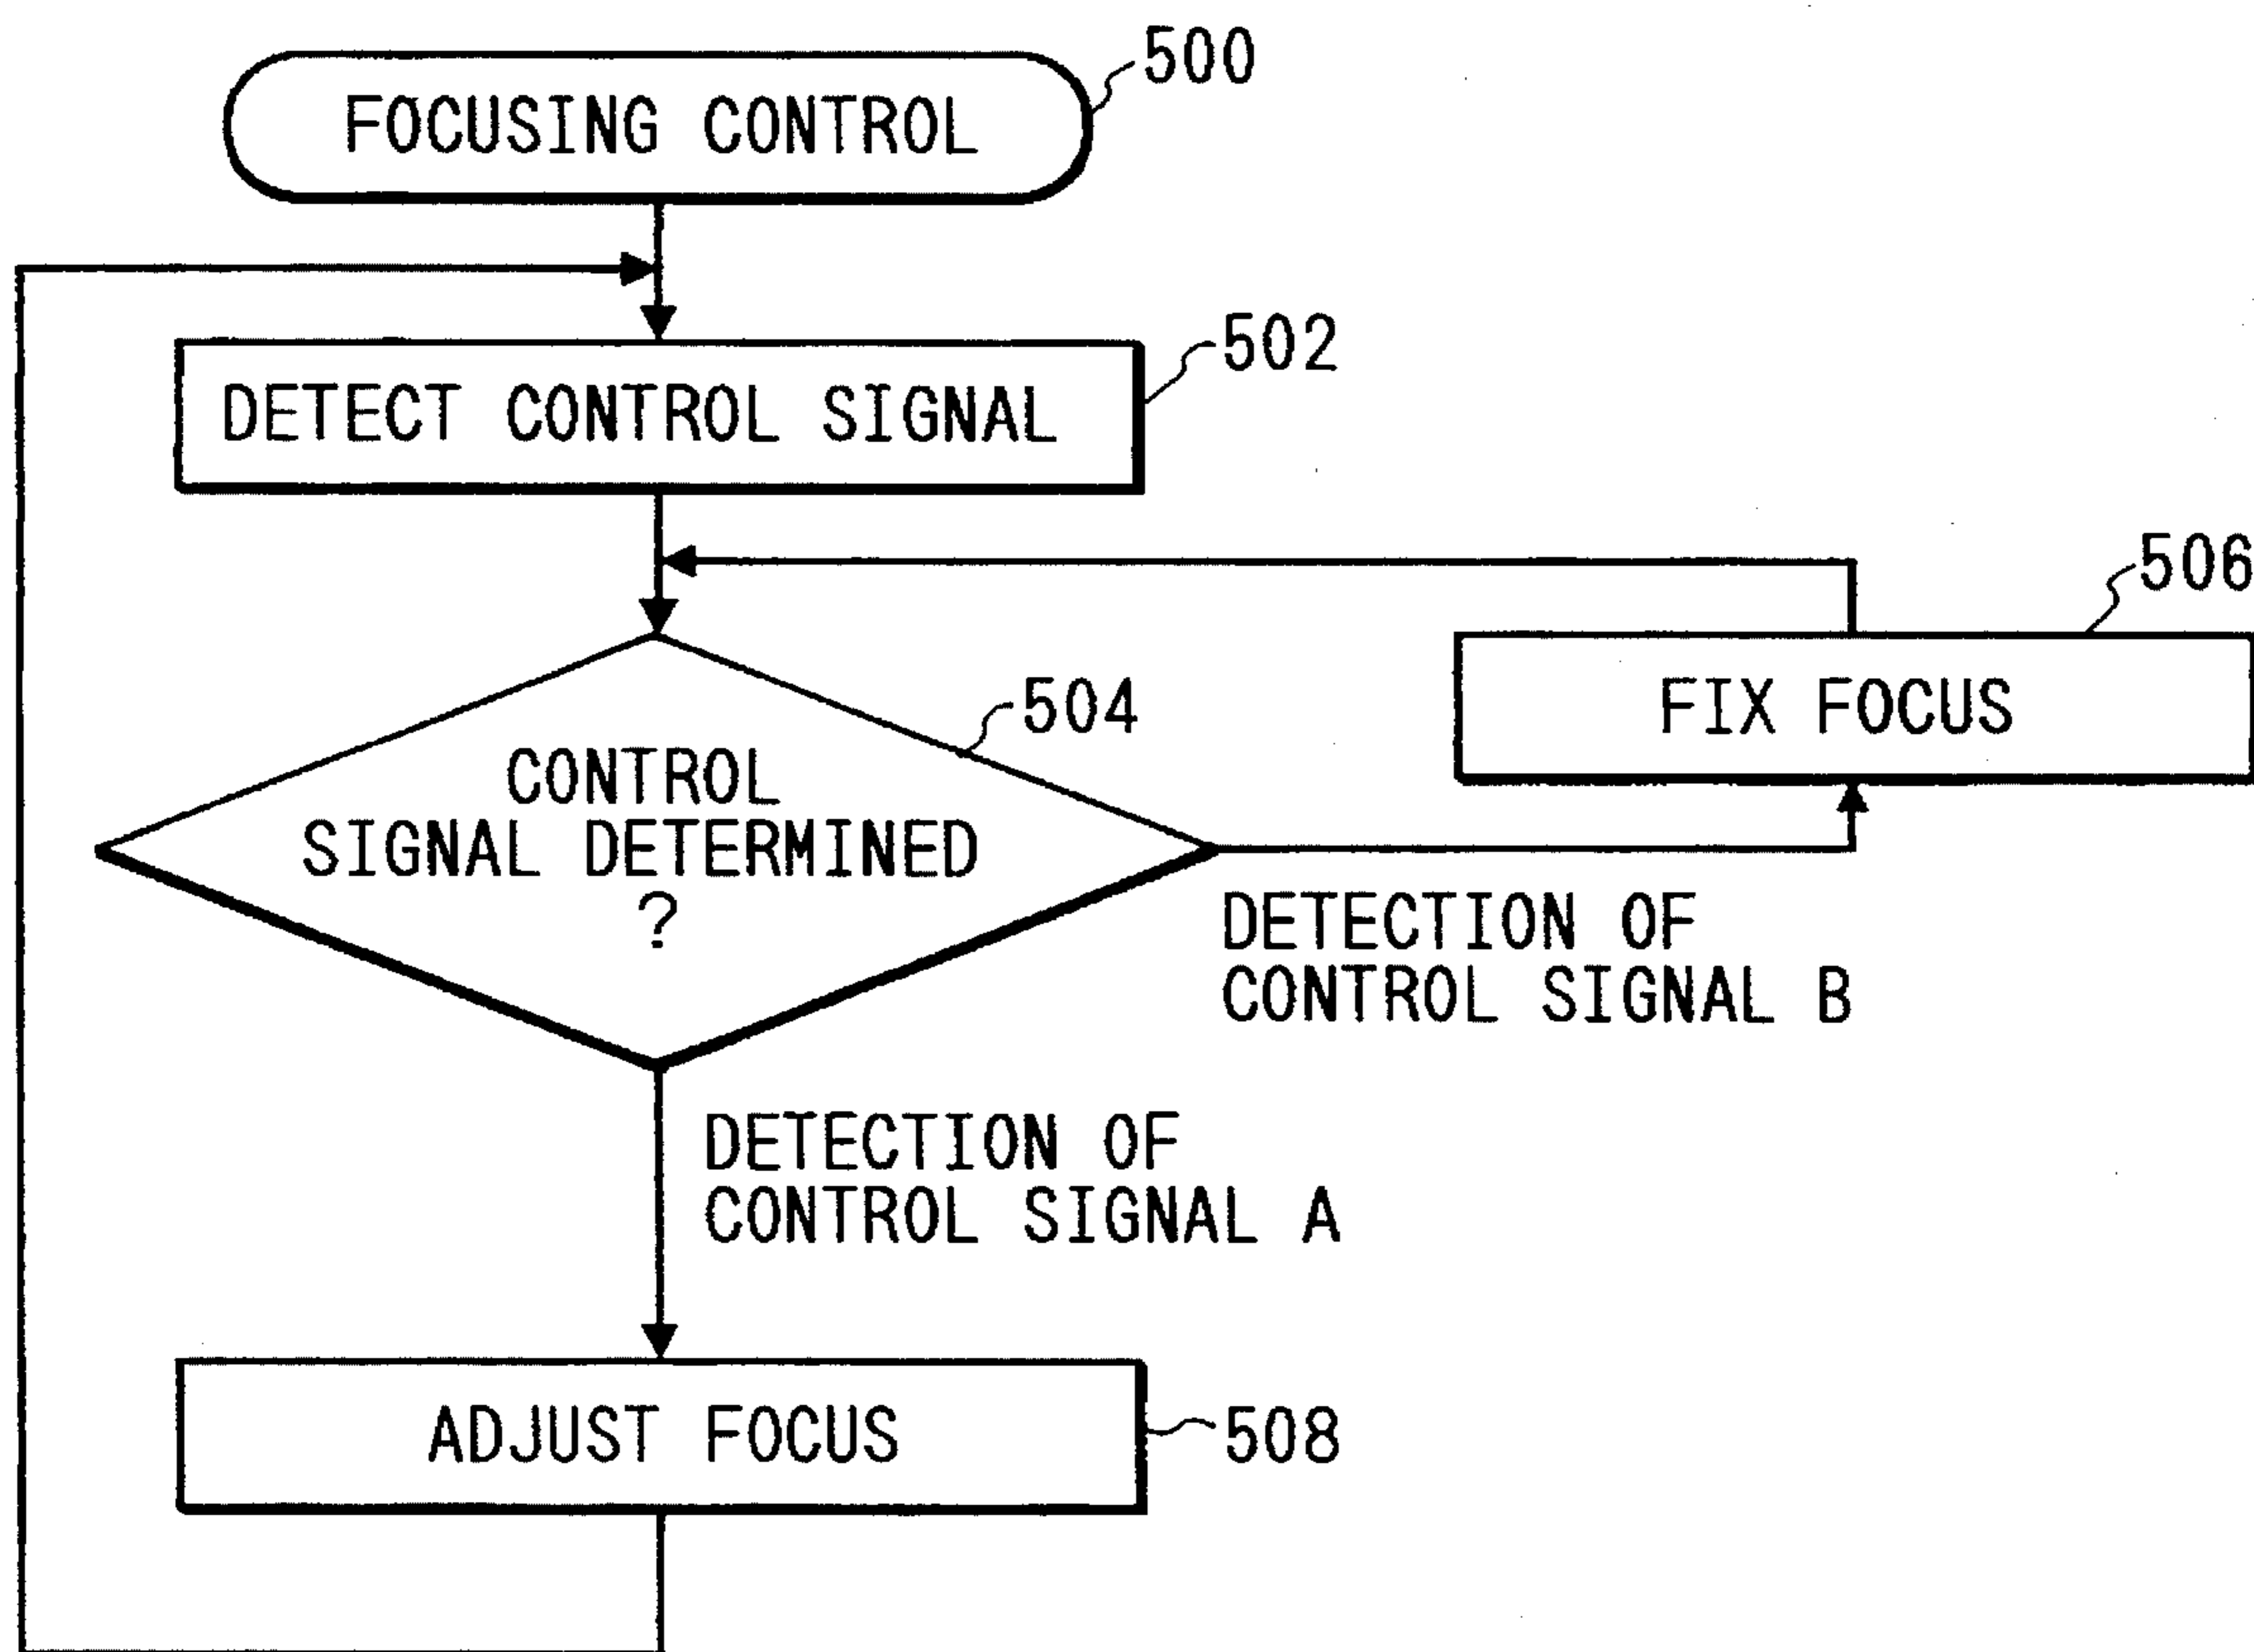 500
FOCUSING CONTROL
502
DETECT CONTROL SIGNAL
506
FIX FOCUS
504
CONTROL
SIGNAL DETERMINED
?
DETECTION OF
CONTROL SIGNAL B
DETECTION OF
CONTROL SIGNAL A
ADJUST FOCUS
508